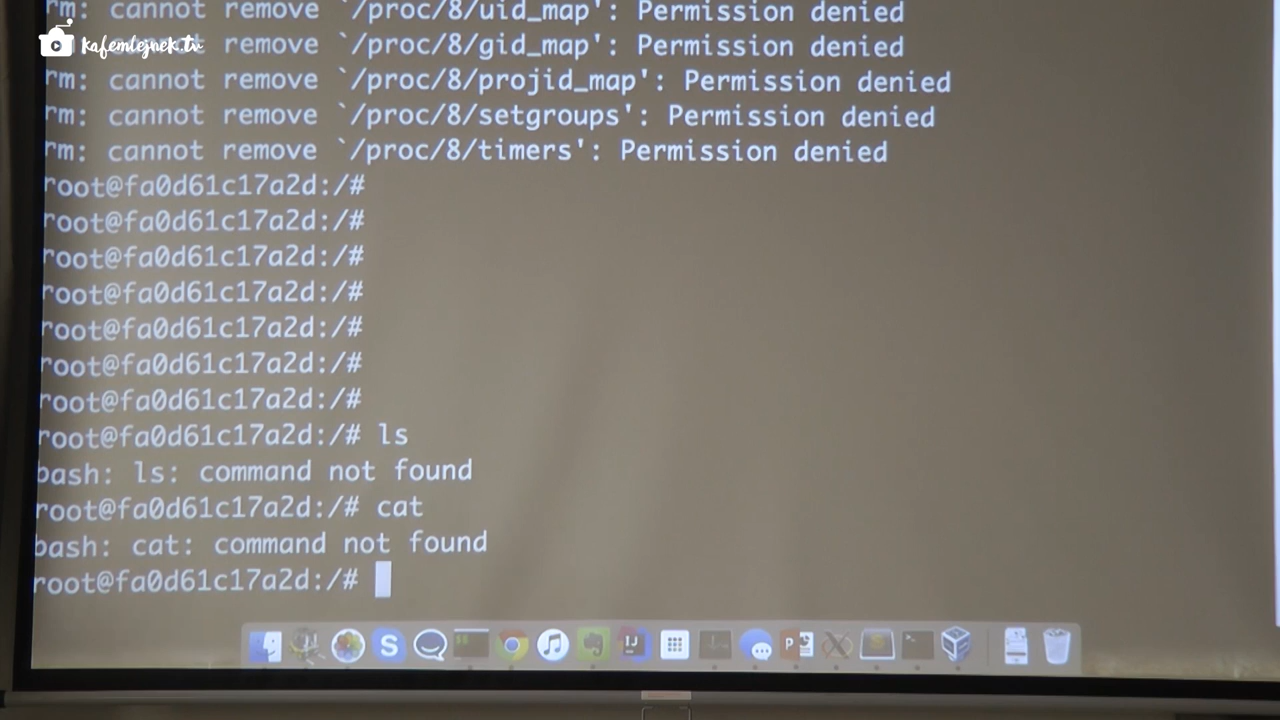 rm: cannot remove `/proc/8/uid_map': Permission denied
kafemlejnek.tv
rm: cannot remove `/proc/8/gid_map': Permission denied
rm: cannot remove `/proc/8/projid_map': Permission denied
rm: cannot remove `/proc/8/setgroups': Permission denied
rm: cannot remove `/proc/8/timers': Permission denied
root@fa0d61c17a2d:/#
root@fa0d61c17a2d:/#
root@fa0d61c17a2d:/#
root@fa0d61c17a2d:/#
root@fa0d61c17a2d:/#
root@fa0d61c17a2d:/#
root@fa0d61c17a2d:/#
root@fa0d61c17a2d:/# ls
bash: ls: command not found
root@fa0d61c17a2d:/# cat
bash: cat: command not found
root@fa0d61c17a2d:/#
S
IJ
P
X